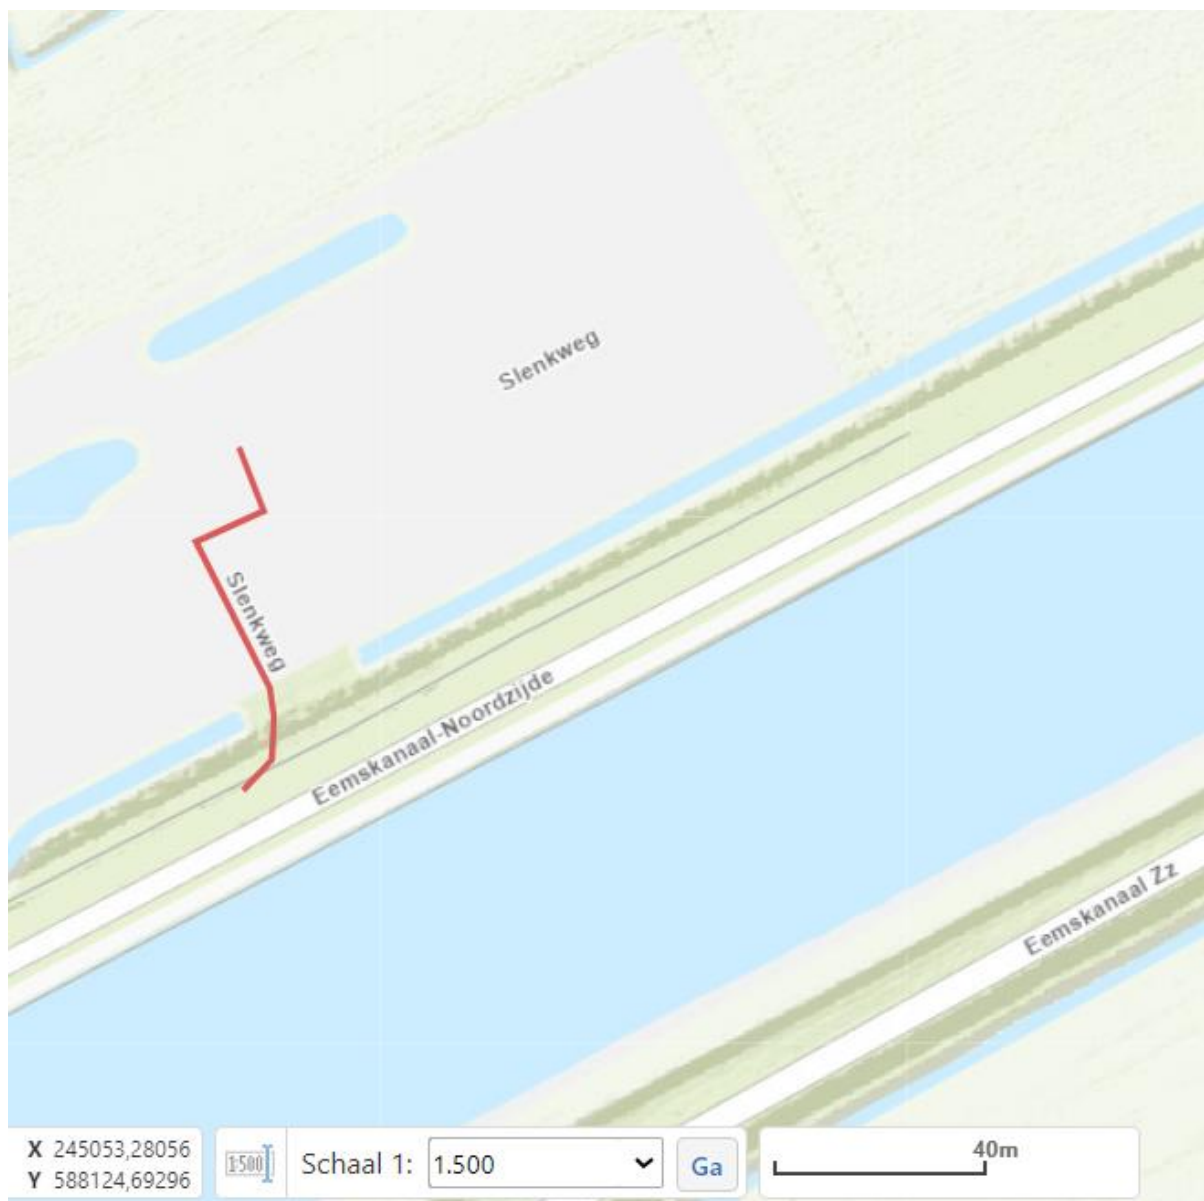 Slenkweg
Slenkweg
Eemskanaal-Noordzijde
Eemskanaal Zz
X 245053,28056
Y 588124,69296
1:500
Schaal 1:
1.500
Ga
40m